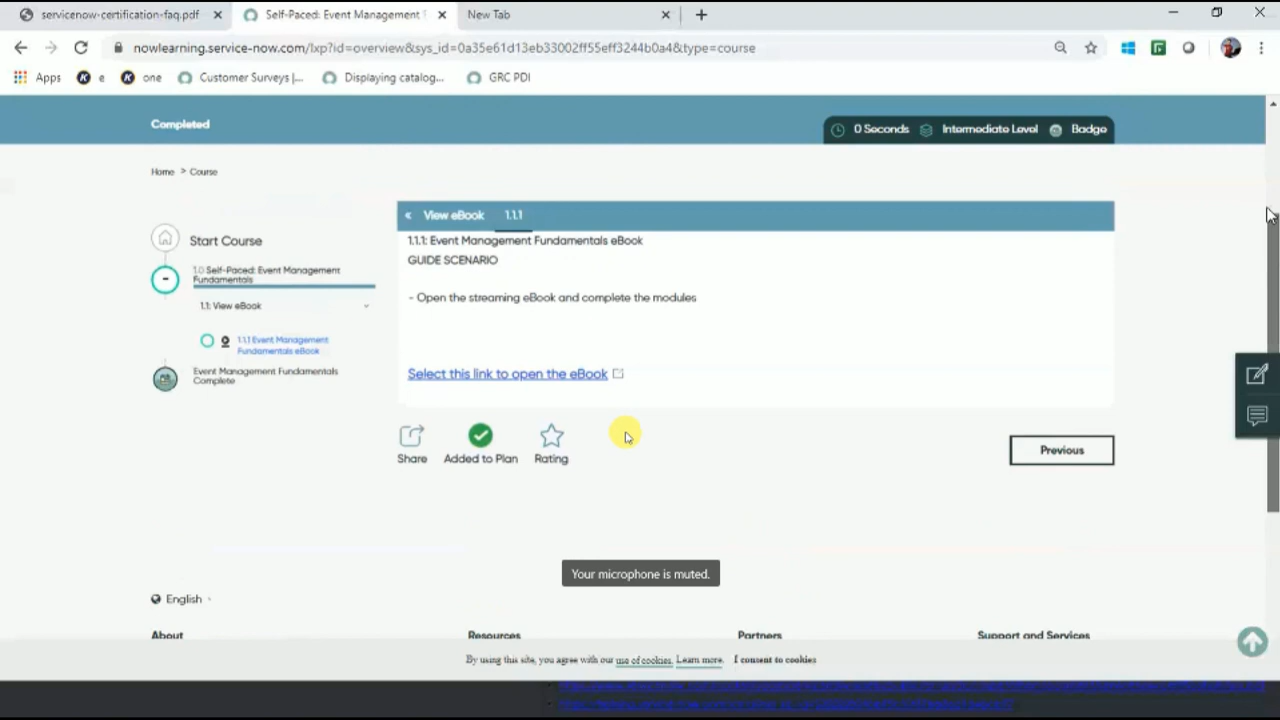 servicenow-certification-faq.pdf
Self-Paced: Event Management
New Tab
nowlearning.service-now.com/lxp?id=overview&sys_id=0a35e61d13eb33002ff55eff3244b0a4&type=course
Apps
e
one
Customer Surveys |...
Displaying catalog...
GRC PDI
Completed
0 Seconds
Intermediate Level
Badge
Home > Course
« View eBook 1.1.1
Start Course
1.1.1: Event Management Fundamentals eBook
GUIDE SCENARIO
1.0 Self-Paced: Event Management
Fundamentals
- Open the streaming eBook and complete the modules
1.1: View eBook
1.1.1 Event Management
Fundamentals eBook
Event Management Fundamentals
Complete
Select this link to open the eBook
Share
Added to Plan
Rating
Previous
Your microphone is muted.
English
About
Resources
Partners
Support and Services
By using this site, you agree with our use of cookies. Learn more. I consent to cookies